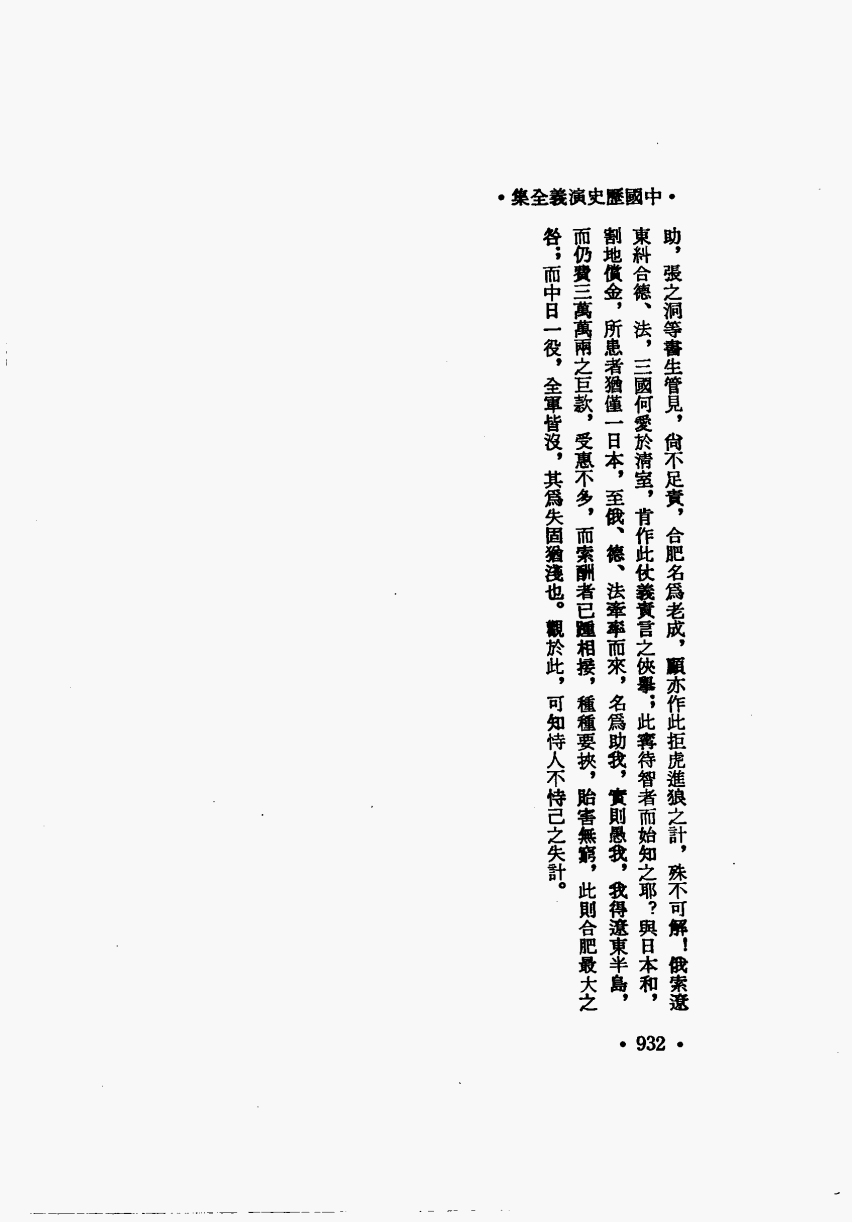 •中國歷史演義全集•
助，張之洞等書生管見，尙不足責，合肥名爲老成，顧亦作此拒虎進狼之計，殊不可解！俄索遼
東糾合德、法，三國何愛於淸室，肯作此仗義責言之俠舉；此寗待智者而始知之耶？與日本和，
割地償金，所患者猶僅一日本，至俄、德、法牽率而來，名爲助我，實則愚我，我得遼東半島，
而仍費三萬萬兩之巨款，受惠不多，而索酬者已踵相接，種種要挾，貽害無窮，此則合肥最大之
咎；而中日一役，全軍皆沒，其爲失固猶淺也。觀於此，可知恃人不恃己之失計。
•932•